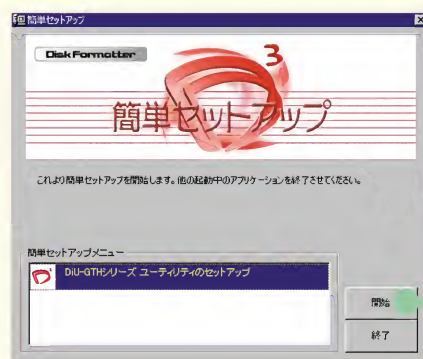 簡単セットアップ
Disk Formatter
3
簡単セットアップ
これより簡単セットアップを開始します。他の起動中のアプリケーションを終了させてください。
簡単セットアップメニュー
DiU-GTHシリーズ ユーティリティのセットアップ
開始
終了